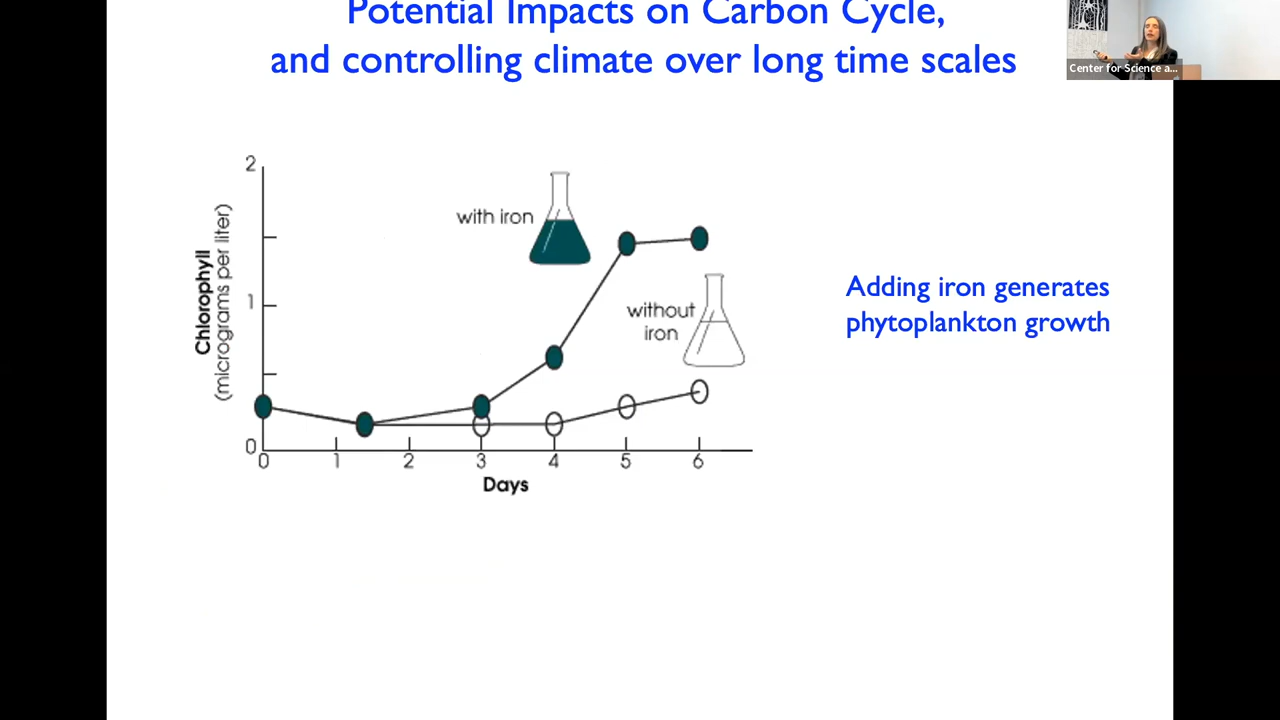 Potential Impacts on Carbon Cycle,
and controlling climate over long time scales
Center for Science a...
2
with iron
Chlorophyll
(micrograms per liter)
1
without
iron
Adding iron generates
phytoplankton growth
0
0 1 2 3 4 5 6
Days